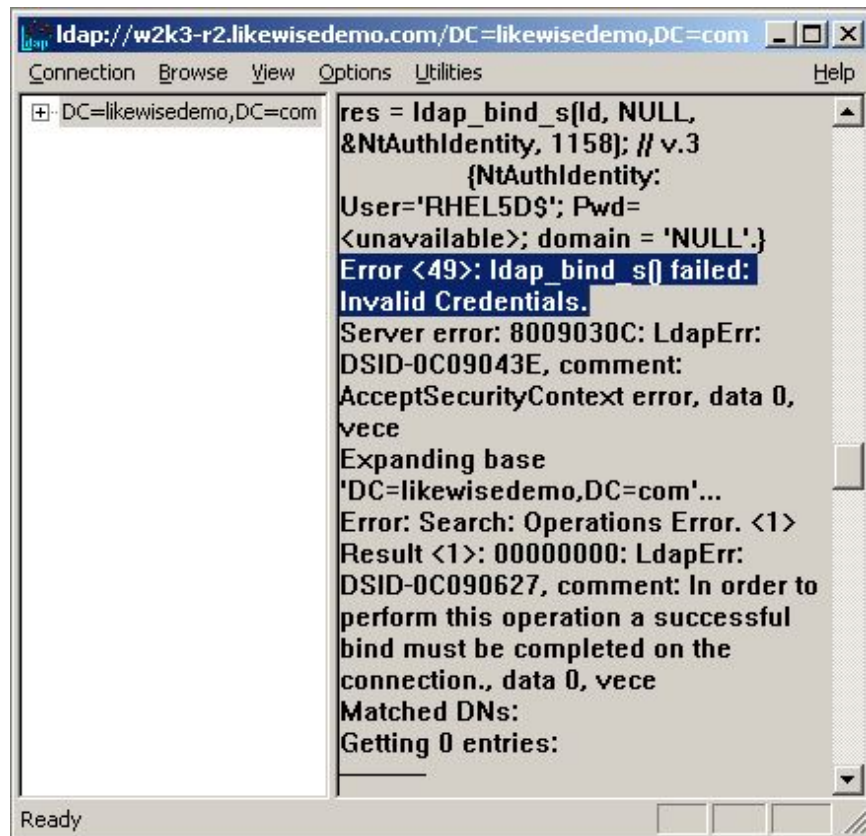 ldap
ldap://w2k3-r2.likewisedemo.com/DC=likewisedemo,DC=com
Connection Browse View Options Utilities Help
DC=likewisedemo,DC=com
res = ldap_bind_s(ld, NULL,
&NtAuthIdentity, 1158); // v.3
{NtAuthIdentity:
User='RHEL5D$'; Pwd=
<unavailable>; domain = 'NULL'.}
Error <49>: ldap_bind_s() failed:
Invalid Credentials.
Server error: 8009030C: LdapErr:
DSID-0C09043E, comment:
AcceptSecurityContext error, data 0,
vece
Expanding base
'DC=likewisedemo,DC=com'...
Error: Search: Operations Error. <1>
Result <1>: 00000000: LdapErr:
DSID-0C090627, comment: In order to
perform this operation a successful
bind must be completed on the
connection., data 0, vece
Matched DNs:
Getting 0 entries:
Ready